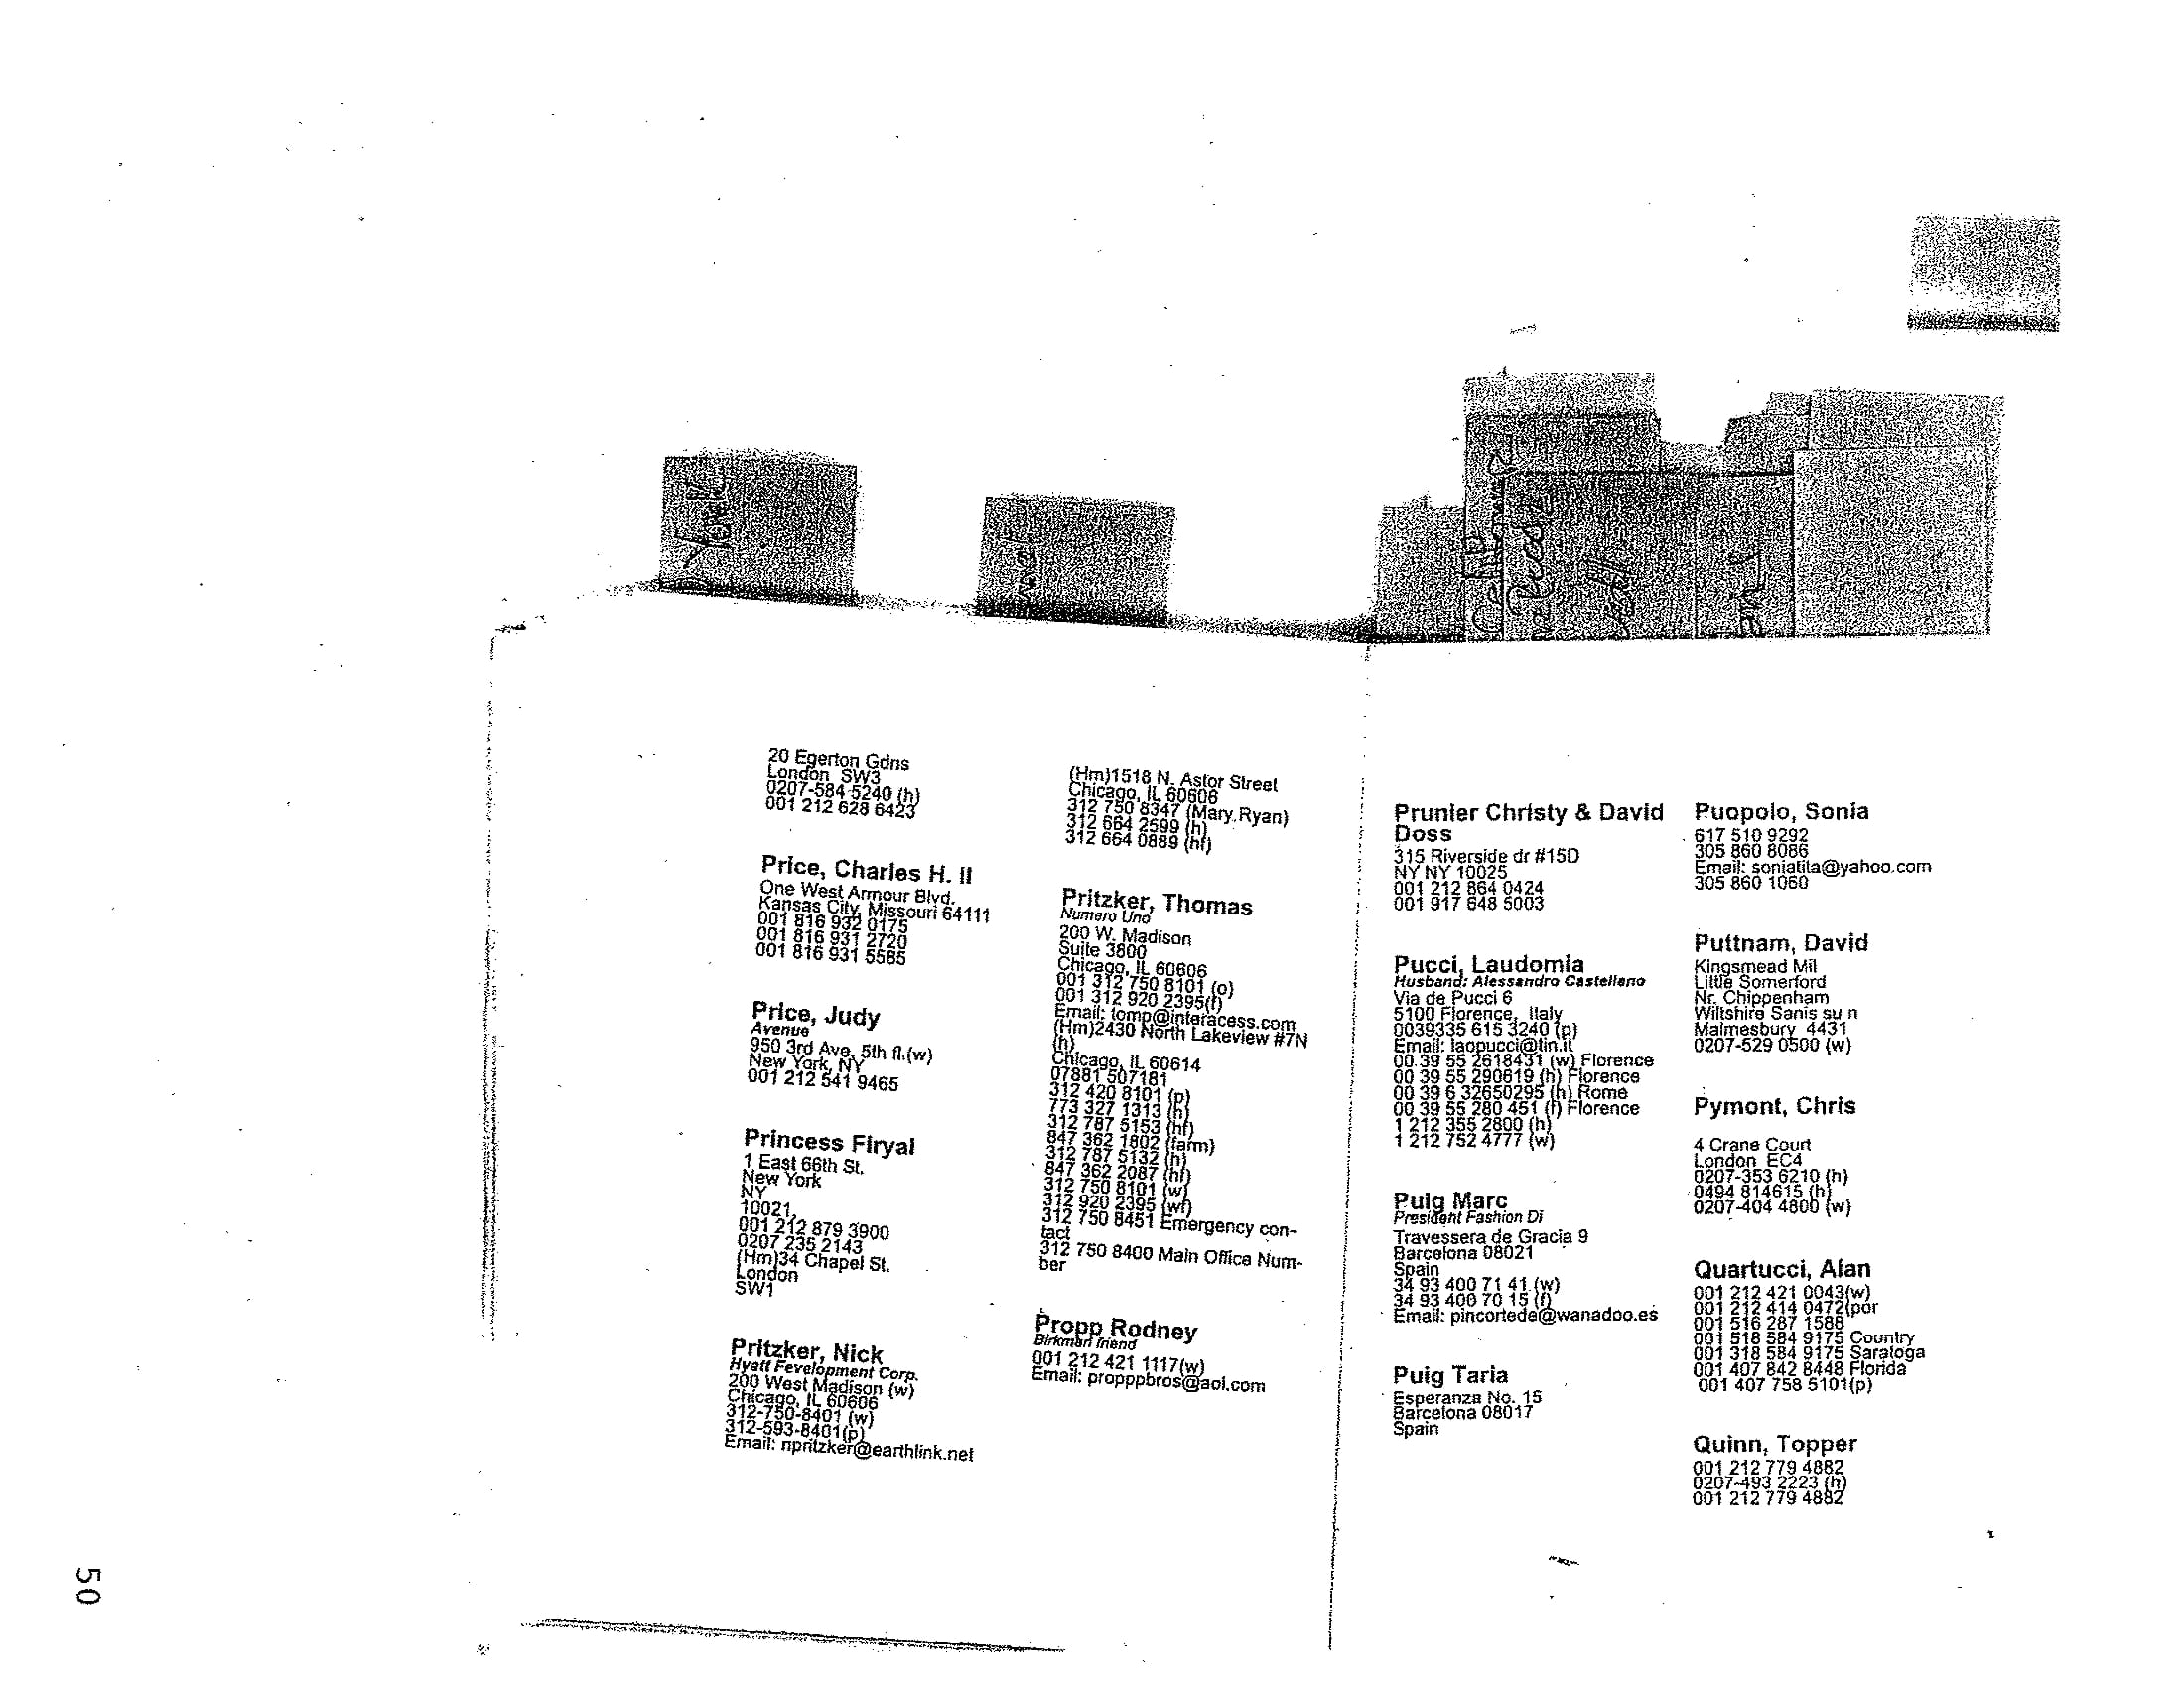 20 Egerton Gdns
London SW3
0207-584 5240 (h)
001 212 628 6423
Price, Charles H. II
One West Armour Blvd.
Kansas City, Missouri 64111
001 816 932 0175
001 816 931 2720
001 816 931 5585
Price, Judy
Avenue
950 3rd Ave, 5th fl.(w)
New York, NY
001 212 541 9465
Princess Firyal
1 East 66th St.
New York
NY
10021,
001 212 879 3900
0207 235 2143
(Hm)34 Chapel St.
London
SW1
Pritzker, Nick
Hyatt Fevelopment Corp.
200 West Madison (w)
Chicago, IL 60606
312-750-8401 (w)
312-593-8401(p)
Email: npritzker@earthlink.net
(Hm)1518 N. Astor Street
Chicago, IL 60606
312 750 8347 (Mary Ryan)
312 664 2599 (h)
312 664 0889 (hf)
Pritzker, Thomas
Numero Uno
200 W. Madison
Suite 3800
Chicago, IL 60606
001 312 750 8101 (o)
001 312 920 2395(f)
Email: tomp@interacess.com
(Hm)2430 North Lakeview #7N
(h)
Chicago, IL 60614
07881 507181
312 420 8101 (p)
773 327 1313 (h)
312 787 5153 (hf)
847 362 1802 (farm)
312 787 5132 (h)
847 362 2087 (hf)
312 750 8101 (w)
312 920 2395 (wf)
312 750 8451 Emergency con-
tact
312 750 8400 Main Office Num-
ber
Propp Rodney
Birkman friend
001 212 421 1117(w)
Email: propppbros@aol.com
Prunier Christy & David
Doss
315 Riverside dr #15D
NY NY 10025
001 212 864 0424
001 917 648 5003
Pucci, Laudomia
Husband: Alessandro Castellano
Via de Pucci 6
5100 Florence, Italy
0039335 615 3240 (p)
Email: laopucci@tin.it
00.39 55 2618431 (w) Florence
00 39 55 290619 (h) Florence
00 39 6 32650295 (h) Rome
00 39 55 280 451 (f) Florence
1 212 355 2800 (h)
1 212 752 4777 (w)
Puig Marc
President Fashion Di
Travessera de Gracia 9
Barcelona 08021
Spain
34 93 400 71 41 (w)
34 93 400 70 15 (f)
Email: pincortede@wanadoo.es
Puig Taria
Esperanza No. 15
Barcelona 08017
Spain
Puopolo, Sonia
617 510 9292
305 860 8086
Email: sonialita@yahoo.com
305 860 1060
Puttnam, David
Kingsmead Mil
Little Somerford
Nr. Chippenham
Wiltshire Sanis su n
Malmesbury 4431
0207-529 0500 (w)
Pymont, Chris
4 Crane Court
London EC4
0207-353 6210 (h)
0494 814615 (h)
0207-404 4800 (w)
Quartucci, Alan
001 212 421 0043(w)
001 212 414 0472(por
001 516 287 1588
001 518 584 9175 Country
001 318 584 9175 Saratoga
001 407 842 8448 Florida
001 407 758 5101(p)
Quinn, Topper
001 212 779 4882
0207-493 2223 (h)
001 212 779 4882
50